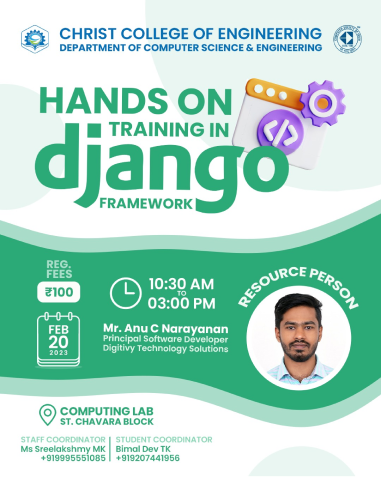 CHRIST COLLEGE OF ENGINEERING
DEPARTMENT OF COMPUTER SCIENCE & ENGINEERING
HANDS ON
TRAINING IN
django
FRAMEWORK
REG.
FEES
₹100
10:30 AM
TO
03:00 PM
RESOURCE PERSON
FEB
20
2023
Mr. Anu C Narayanan
Principal Software Developer
Digitivy Technology Solutions
COMPUTING LAB
ST. CHAVARA BLOCK
STAFF COORDINATOR
Ms Sreelakshmy MK
+919995551085
STUDENT COORDINATOR
Bimal Dev TK
+919207441956